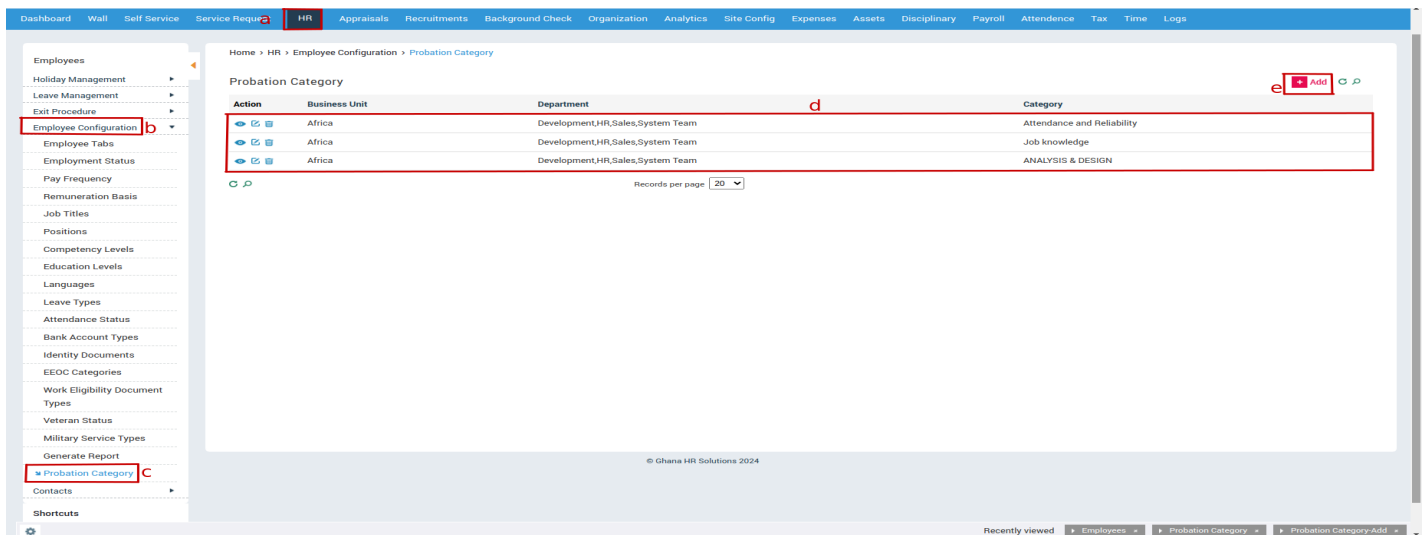 Dashboard Wall Self Service Service Reque a HR Appraisals Recruitments Background Check Organization Analytics Site Config Expenses Assets Disciplinary Payroll Attendence Tax Time Logs
Home > HR > Employee Configuration > Probation Category
Employees
Holiday Management
Leave Management
Exit Procedure
Employee Configuration b
Employee Tabs
Employment Status
Pay Frequency
Remuneration Basis
Job Titles
Positions
Competency Levels
Education Levels
Languages
Leave Types
Attendance Status
Bank Account Types
Identity Documents
EEOC Categories
Work Eligibility Document
Types
Veteran Status
Military Service Types
Generate Report
Probation Category c
Contacts
Shortcuts
Probation Category
e + Add
Action Business Unit Department d Category
Africa Development,HR,Sales,System Team Attendance and Reliability
Africa Development,HR,Sales,System Team Job knowledge
Africa Development,HR,Sales,System Team ANALYSIS & DESIGN
Records per page 20
© Ghana HR Solutions 2024
Recently viewed Employees × Probation Category × Probation Category-Add ×